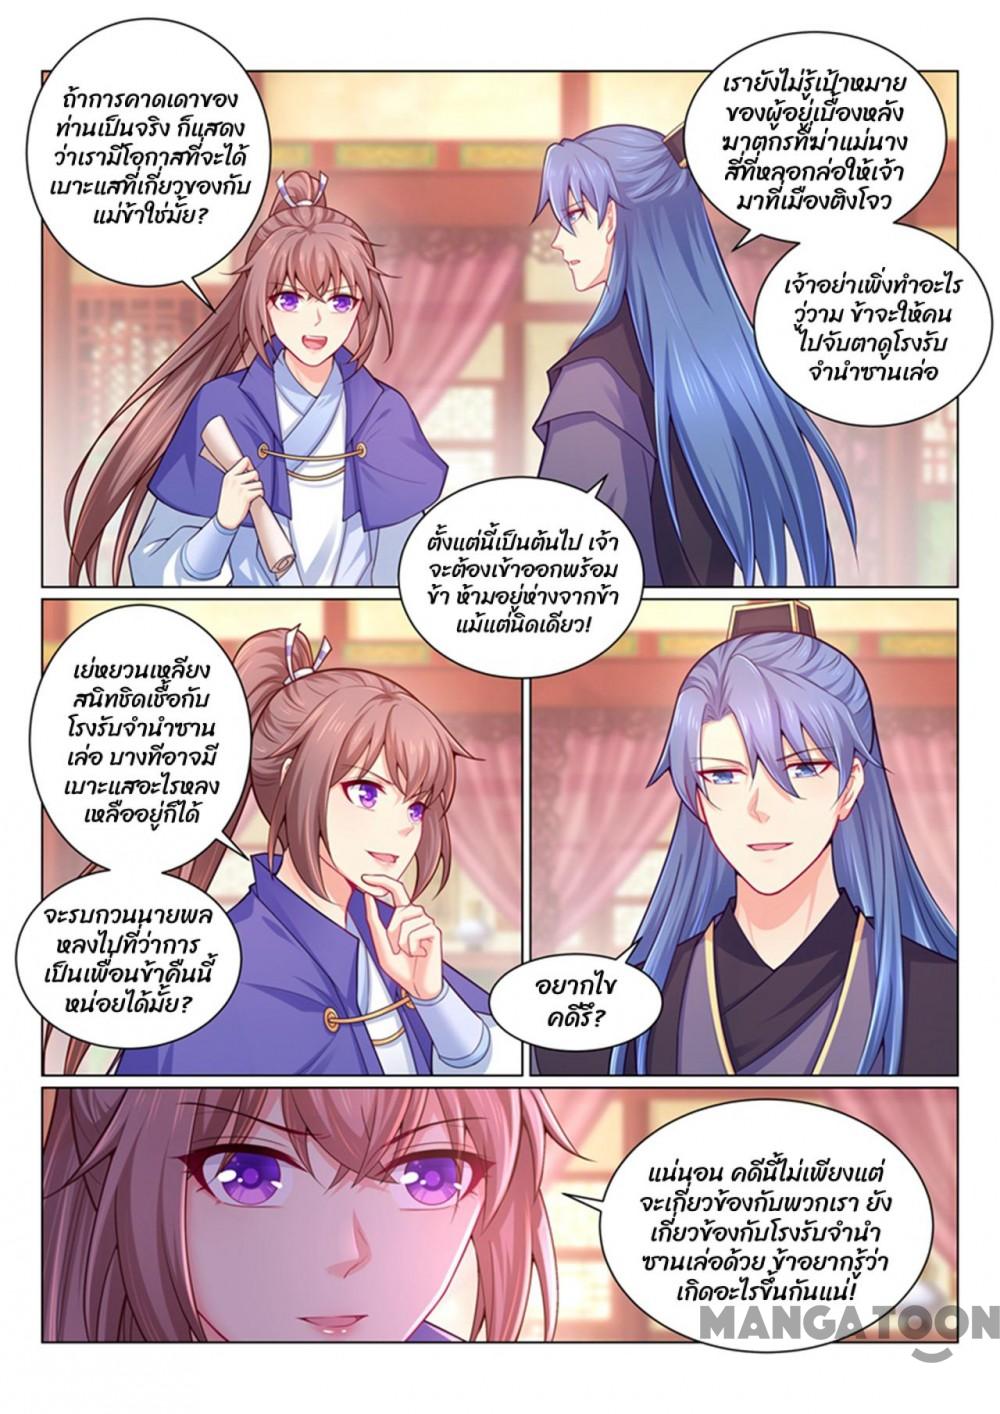 ถ้าการคาดเดาของ
ท่านเป็นจริง ก็แสดง
ว่าเรามีโอกาสที่จะได้
เบาะแสที่เกี่ยวของกับ
แม่ข้าใช่มั้ย?
เรายังไม่รู้เป้าหมาย
ของผู้อยู่เบื้องหลัง
ฆาตกรที่ฆ่าแม่นาง
สี่ที่หลอกล่อให้เจ้า
มาที่เมืองติงโจว
เจ้าอย่าเพิ่งทำอะไร
วู่วาม ข้าจะให้คน
ไปจับตาดูโรงรับ
จำนำซานเล่อ
ตั้งแต่นี้เป็นต้นไป เจ้า
จะต้องเข้าออกพร้อม
ข้า ห้ามอยู่ห่างจากข้า
แม้แต่นิดเดียว!
เย่หยวนเหลียง
สนิทชิดเชื้อกับ
โรงรับจำนำซาน
เล่อ บางทีอาจมี
เบาะแสอะไรหลง
เหลืออยู่ก็ได้
จะรบกวนนายพล
หลงไปที่ว่าการ
เป็นเพื่อนข้าคืนนี้
หน่อยได้มั้ย?
อยากไข
คดีรึ?
แน่นอน คดีนี้ไม่เพียงแต่
จะเกี่ยวข้องกับพวกเรา ยัง
เกี่ยวข้องกับโรงรับจำนำ
ซานเล่อด้วย ข้าอยากรู้ว่า
เกิดอะไรขึ้นกันแน่!
MANGATOON